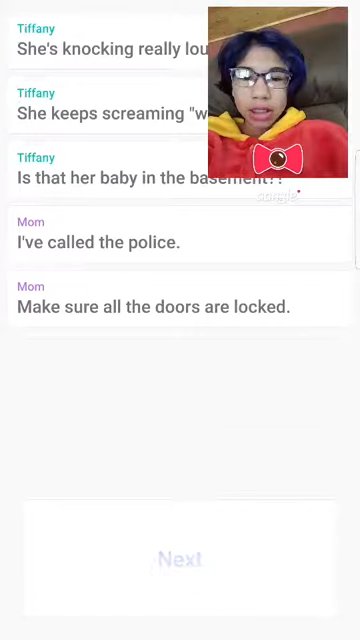 Tiffany
She's knocking really lou
Tiffany
She keeps screaming "w
Tiffany
Is that her baby in the basement??
Mom
I've called the police.
Mom
Make sure all the doors are locked.
Next